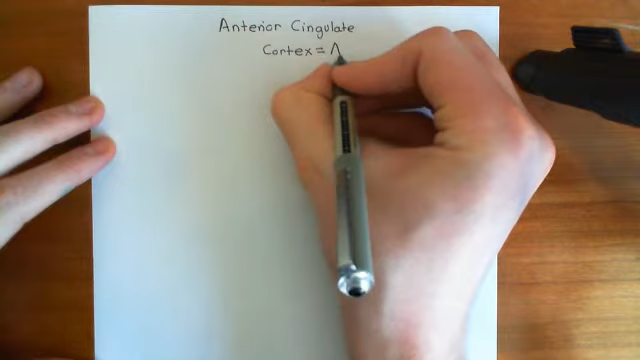 Anterior Cingulate
Cortex = A